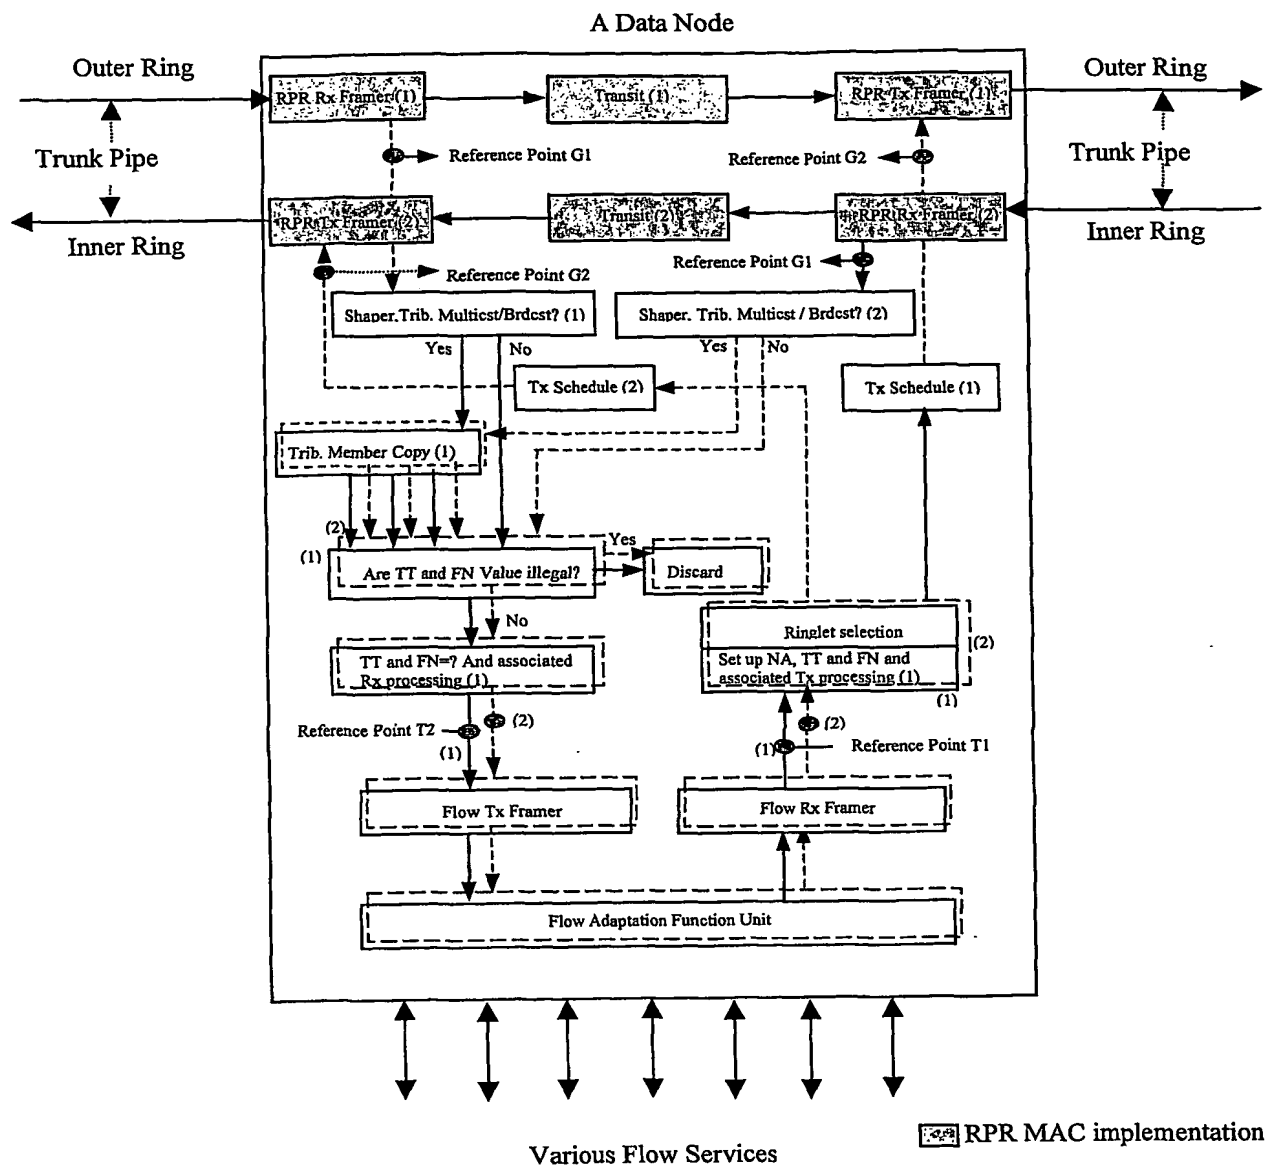 A Data Node
Outer Ring
Outer Ring
RPR Rx Framer (1)
Transit (1)
RPR Tx Framer (1)
Trunk Pipe
Reference Point G1
Reference Point G2
Trunk Pipe
RPR Tx Framer (2)
Transit (2)
RPR Rx Framer (2)
Inner Ring
Inner Ring
Reference Point G1
Reference Point G2
Shaper.Trib. Multicst/Brdcst? (1)
Shaper. Trib. Multicst / Brdcst? (2)
Yes
No
Yes
No
Tx Schedule (2)
Tx Schedule (1)
Trib. Member Copy (1)
(2)
(1)
Yes
Are TT and FN Value illegal?
Discard
No
Ringlet selection
(2)
TT and FN=? And associated
Rx processing (1)
Set up NA, TT and FN and
associated Tx processing (1)
(1)
Reference Point T2
(2)
(1)
(2)
(1)
Reference Point T1
Flow Tx Framer
Flow Rx Framer
Flow Adaptation Function Unit
RPR MAC implementation
Various Flow Services